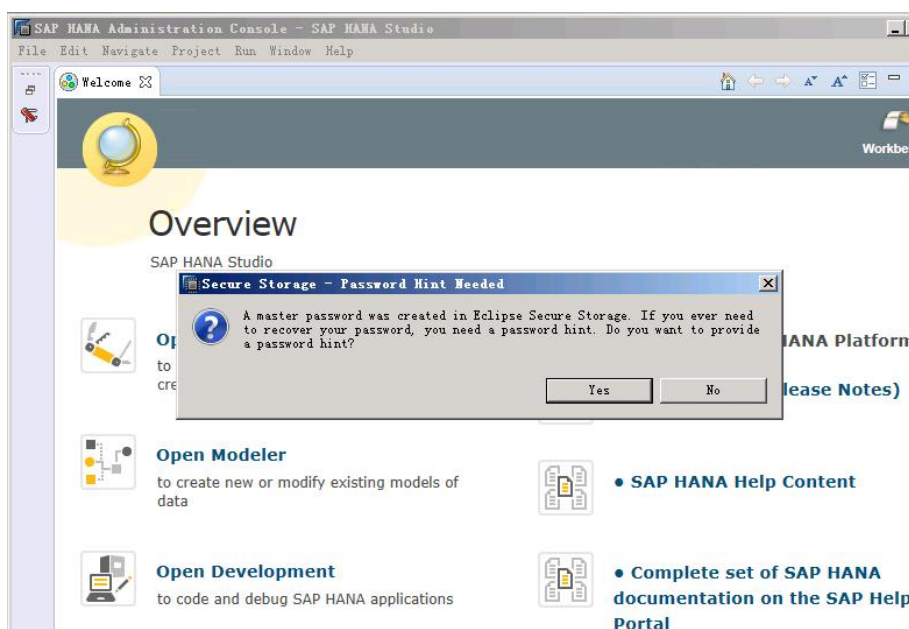 SAP HANA Administration Console - SAP HANA Studio
File Edit Navigate Project Run Window Help
Welcome
Overview
SAP HANA Studio
Secure Storage - Password Hint Needed
A master password was created in Eclipse Secure Storage. If you ever need
to recover your password, you need a password hint. Do you want to provide
a password hint?
Yes No
to
cre
HANA Platform
lease Notes)
Open Modeler
to create new or modify existing models of
data
• SAP HANA Help Content
Open Development
to code and debug SAP HANA applications
• Complete set of SAP HANA
documentation on the SAP Help
Portal